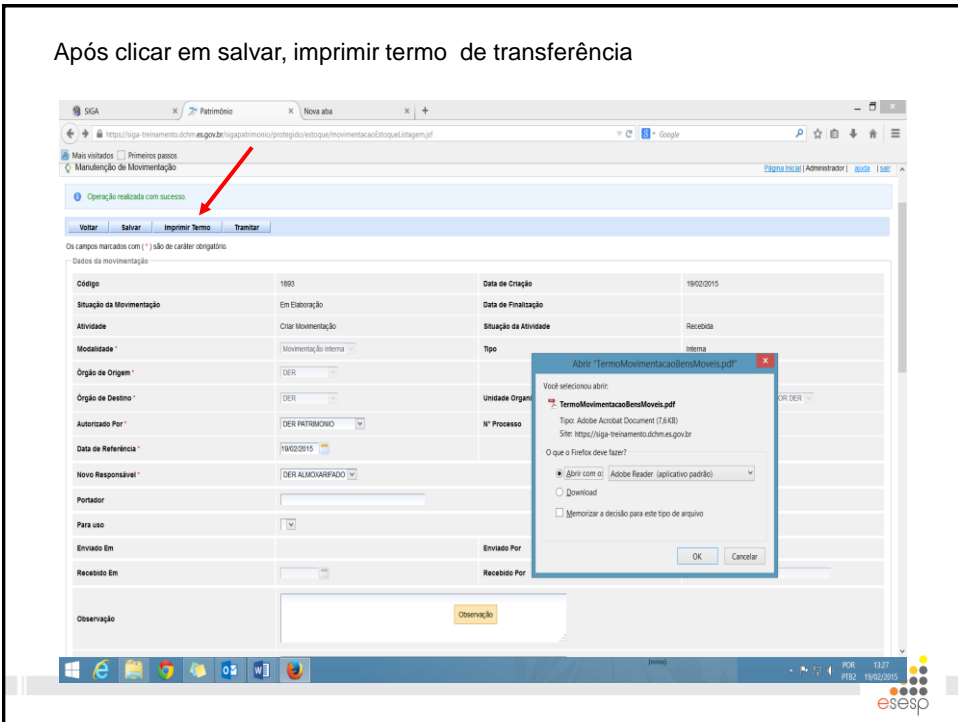 Após clicar em salvar, imprimir termo de transferência
SIGA × Patrimônio × Nova aba × +
https://siga-treinamento.dchm.es.gov.br/sigapatrimonio/protegido/estoque/movimentacaoEstoqueListagem.jsf Google
Mais visitados Primeiros passos
Manutenção de Movimentação Página Inicial | Administrador | ajuda | sair
Operação realizada com sucesso.
Voltar Salvar Imprimir Termo Tramitar
Os campos marcados com ( * ) são de caráter obrigatório.
Dados da movimentação
Código 1893 Data de Criação 19/02/2015
Situação da Movimentação Em Elaboração Data de Finalização
Atividade Criar Movimentação Situação da Atividade Recebida
Modalidade * Movimentação Interna Tipo Interna
Órgão de Origem * DER
Órgão de Destino * DER Unidade Organi OR DER
Autorizado Por * DER PATRIMONIO N° Processo
Data de Referência * 19/02/2015
Novo Responsável * DER ALMOXARIFADO
Portador
Para uso
Enviado Em Enviado Por
Recebido Em Recebido Por
Observação Observação
Abrir "TermoMovimentacaoBensMoveis.pdf" x
Você selecionou abrir:
TermoMovimentacaoBensMoveis.pdf
Tipo: Adobe Acrobat Document (7,6 KB)
Site: https://siga-treinamento.dchm.es.gov.br
O que o Firefox deve fazer?
Abrir com o: Adobe Reader (aplicativo padrão)
Download
Memorizar a decisão para este tipo de arquivo
OK Cancelar
POR 13:27
PTB2 19/02/2015
esesp